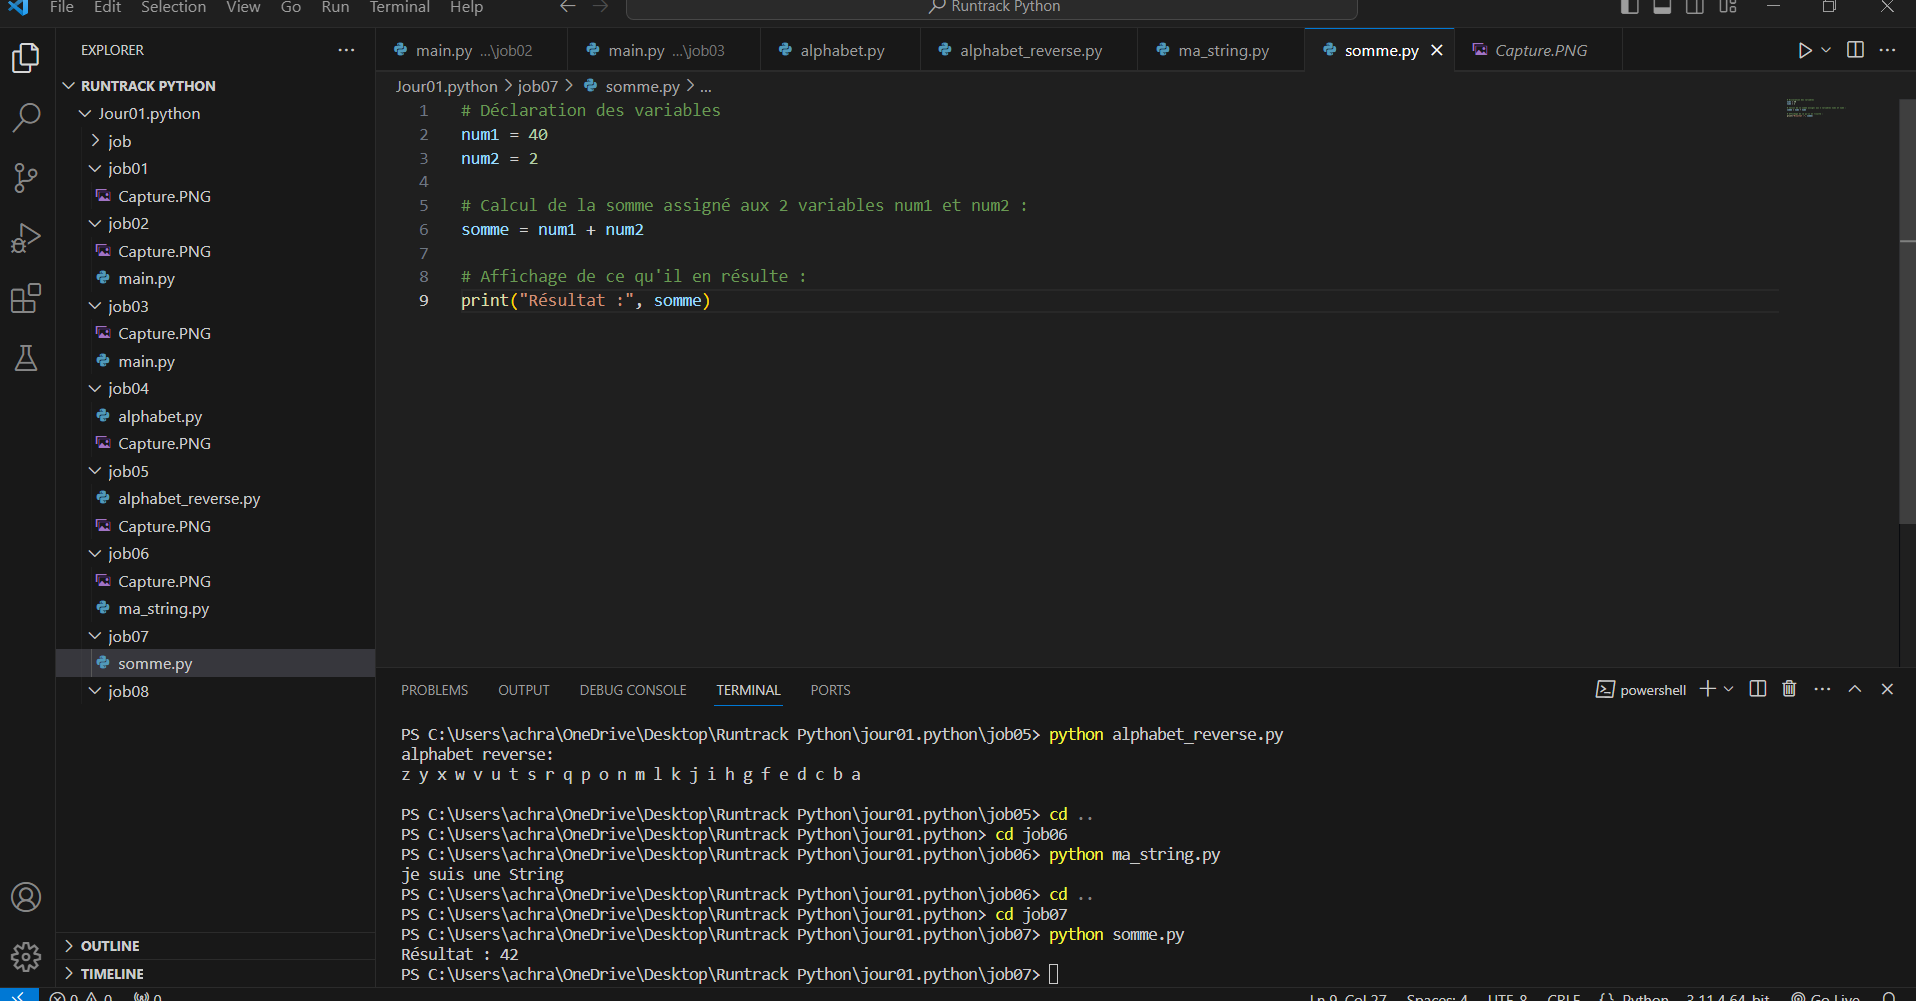 File Edit Selection View Go Run Terminal Help
Runtrack Python
EXPLORER
RUNTRACK PYTHON
Jour01.python
job
job01
Capture.PNG
job02
Capture.PNG
main.py
job03
Capture.PNG
main.py
job04
alphabet.py
Capture.PNG
job05
alphabet_reverse.py
Capture.PNG
job06
Capture.PNG
ma_string.py
job07
somme.py
job08
OUTLINE
TIMELINE
main.py ...\job02
main.py ...\job03
alphabet.py
alphabet_reverse.py
ma_string.py
somme.py
Capture.PNG
Jour01.python > job07 > somme.py > ...
1 # Déclaration des variables
2 num1 = 40
3 num2 = 2
4
5 # Calcul de la somme assigné aux 2 variables num1 et num2 :
6 somme = num1 + num2
7
8 # Affichage de ce qu'il en résulte :
9 print("Résultat :", somme)
PROBLEMS OUTPUT DEBUG CONSOLE TERMINAL PORTS
powershell
PS C:\Users\achra\OneDrive\Desktop\Runtrack Python\jour01.python\job05> python alphabet_reverse.py
alphabet reverse:
z y x w v u t s r q p o n m l k j i h g f e d c b a
PS C:\Users\achra\OneDrive\Desktop\Runtrack Python\jour01.python\job05> cd ..
PS C:\Users\achra\OneDrive\Desktop\Runtrack Python\jour01.python> cd job06
PS C:\Users\achra\OneDrive\Desktop\Runtrack Python\jour01.python\job06> python ma_string.py
je suis une String
PS C:\Users\achra\OneDrive\Desktop\Runtrack Python\jour01.python\job06> cd ..
PS C:\Users\achra\OneDrive\Desktop\Runtrack Python\jour01.python> cd job07
PS C:\Users\achra\OneDrive\Desktop\Runtrack Python\jour01.python\job07> python somme.py
Résultat : 42
PS C:\Users\achra\OneDrive\Desktop\Runtrack Python\jour01.python\job07>
0 0 0 Ln 9, Col 27 Spaces: 4 UTF-8 CRLF {} Python 3.11.4 64-bit Go Live